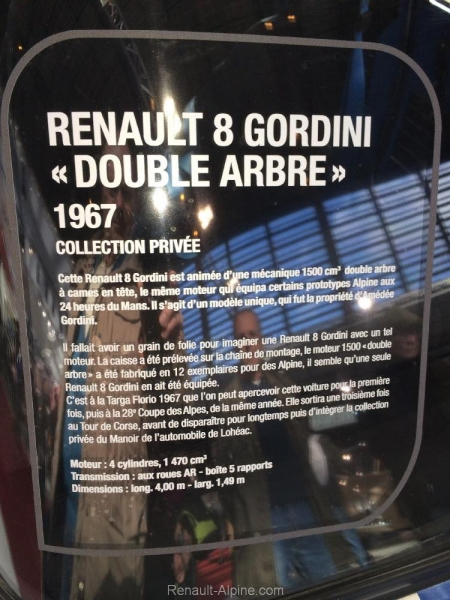 RENAULT 8 GORDINI
« DOUBLE ARBRE »
1967
COLLECTION PRIVÉE
Cette Renault 8 Gordini est animée d'une mécanique 1500 cm³ double arbre
à cames en tête, le même moteur qui équipa certains prototypes Alpine aux
24 heures du Mans. Il s'agit d'un modèle unique, qui fut la propriété d'Amédée
Gordini.
Il fallait avoir un grain de folie pour imaginer une Renault 8 Gordini avec un tel
moteur. La caisse a été prélevée sur la chaîne de montage, le moteur 1500 « double
arbre » a été fabriqué en 12 exemplaires pour des Alpine, il semble qu'une seule
Renault 8 Gordini en ait été équipée.
C'est à la Targa Florio 1967 que l'on peut apercevoir cette voiture pour la première
fois, puis à la 28e Coupe des Alpes, de la même année. Elle sortira une troisième fois
au Tour de Corse, avant de disparaître pour longtemps puis d'intégrer la collection
privée du Manoir de l'automobile de Lohéac.
Moteur : 4 cylindres, 1 470 cm³
Transmission : aux roues AR - boîte 5 rapports
Dimensions : long. 4,00 m - larg. 1,49 m
Renault-Alpine.com